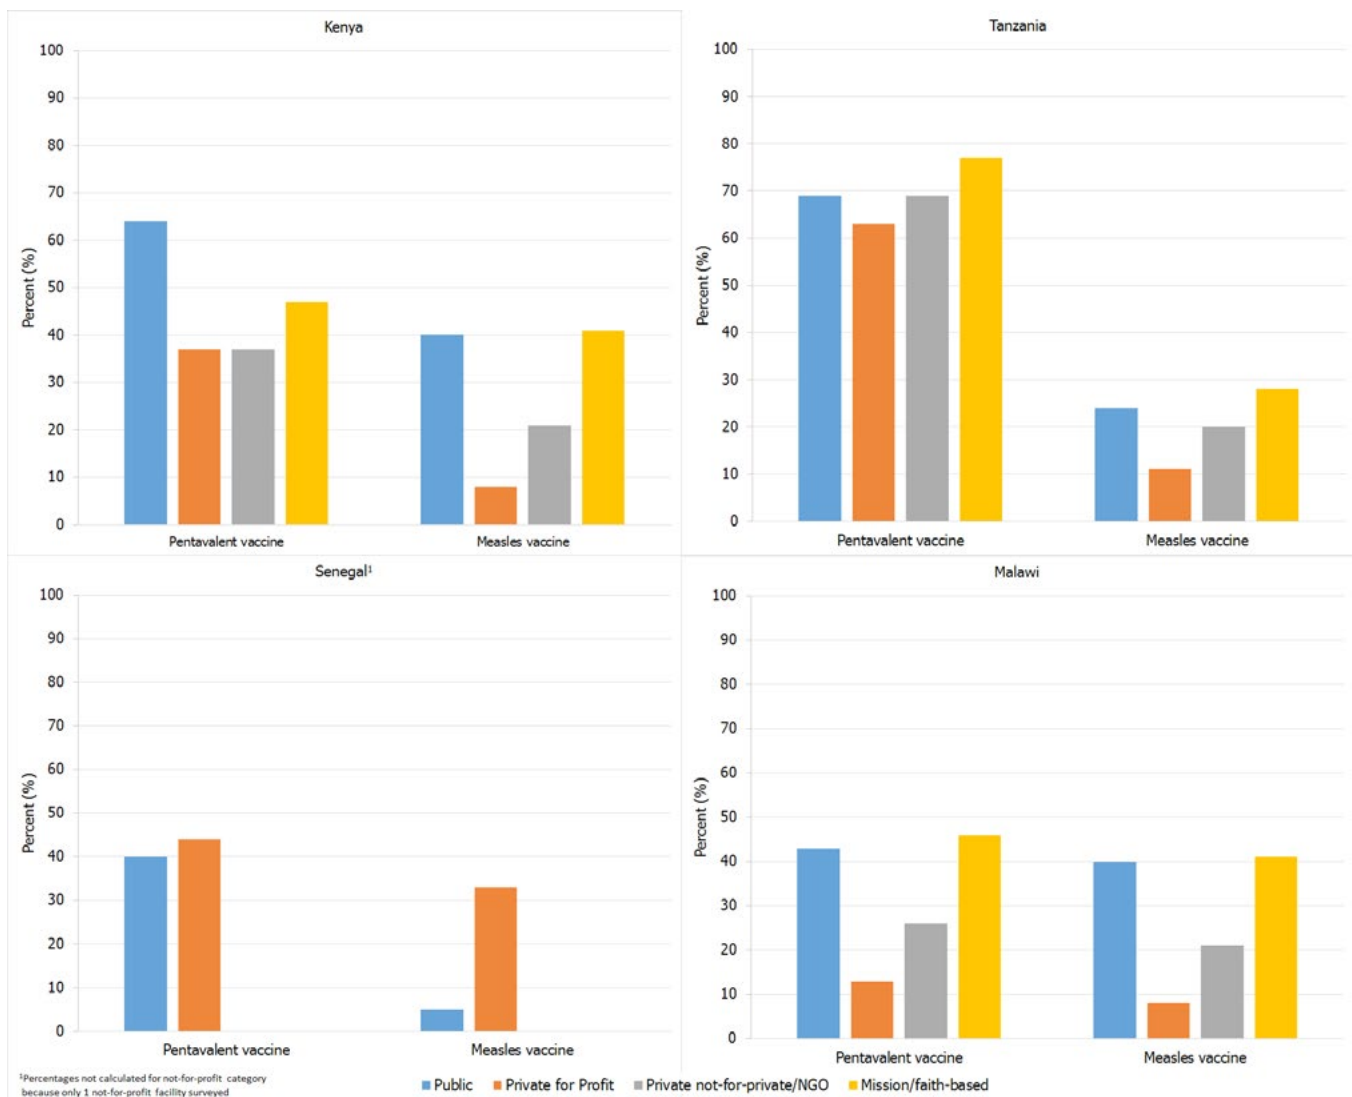 Kenya
100
90
80
70
60
50
40
30
20
10
0
Percent (%)
Pentavalent vaccine
Measles vaccine
Tanzania
100
90
80
70
60
50
40
30
20
10
0
Percent (%)
Pentavalent vaccine
Measles vaccine
Senegal¹
100
90
80
70
60
50
40
30
20
10
0
Percent (%)
Pentavalent vaccine
Measles vaccine
Malawi
100
90
80
70
60
50
40
30
20
10
0
Percent (%)
Pentavalent vaccine
Measles vaccine
¹Percentages not calculated for not-for-profit category
because only 1 not-for-profit facility surveyed
Public
Private for Profit
Private not-for-private/NGO
Mission/faith-based